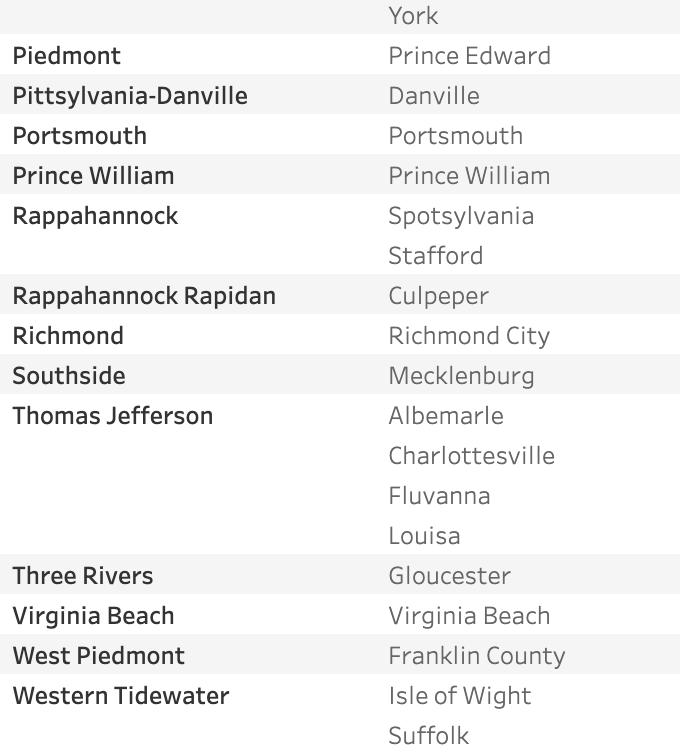 York
Piedmont Prince Edward
Pittsylvania-Danville Danville
Portsmouth Portsmouth
Prince William Prince William
Rappahannock Spotsylvania
Stafford
Rappahannock Rapidan Culpeper
Richmond Richmond City
Southside Mecklenburg
Thomas Jefferson Albemarle
Charlottesville
Fluvanna
Louisa
Three Rivers Gloucester
Virginia Beach Virginia Beach
West Piedmont Franklin County
Western Tidewater Isle of Wight
Suffolk